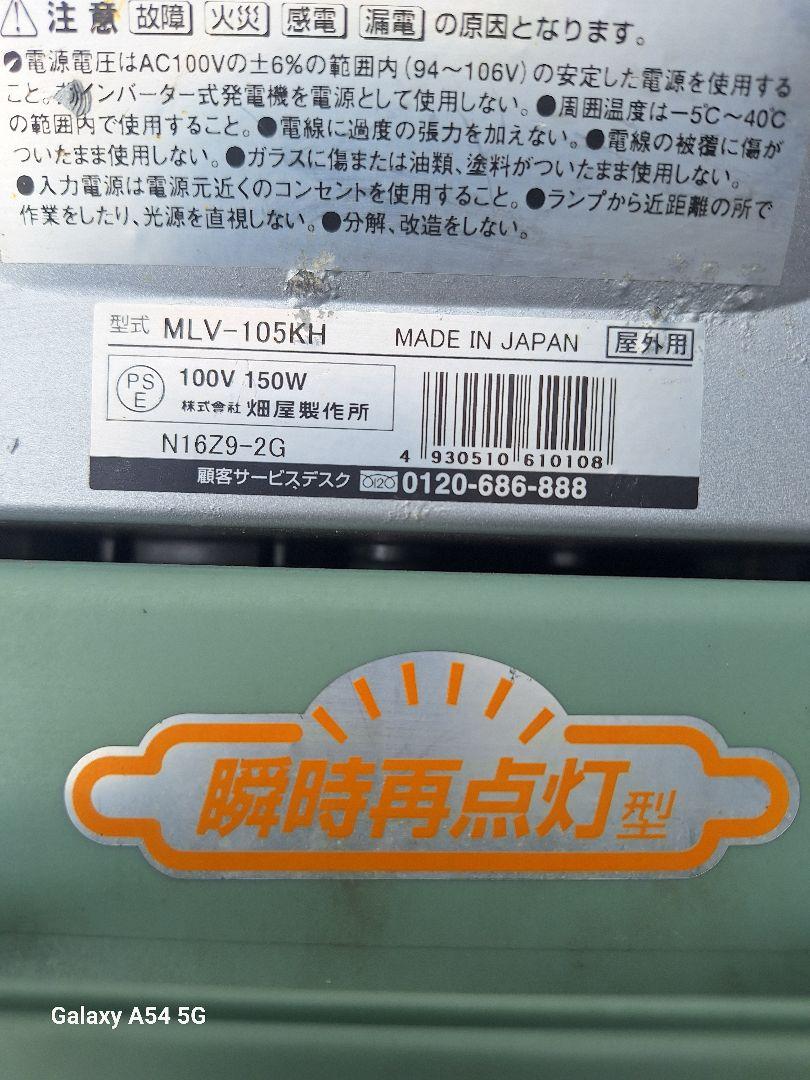 注意 故障 火災 感電 漏電 の原因となります。
●電源電圧はAC100Vの±6%の範囲内(94〜106V)の安定した電源を使用する
こと。インバーター式発電機を電源として使用しない。●周囲温度は−5℃〜40℃
の範囲内で使用すること。●電線に過度の張力を加えない。●電線の被覆に傷が
ついたまま使用しない。●ガラスに傷または油類、塗料がついたまま使用しない。
●入力電源は電源元近くのコンセントを使用すること。●ランプから近距離の所で
作業をしたり、光源を直視しない。●分解、改造をしない。
型式 MLV-105KH MADE IN JAPAN 屋外用
PS E 100V 150W
株式會社 畑屋製作所
N16Z9-2G
4 930510 610108
顧客サービスデスク 0120 0120-686-888
瞬時再点灯型
Galaxy A54 5G